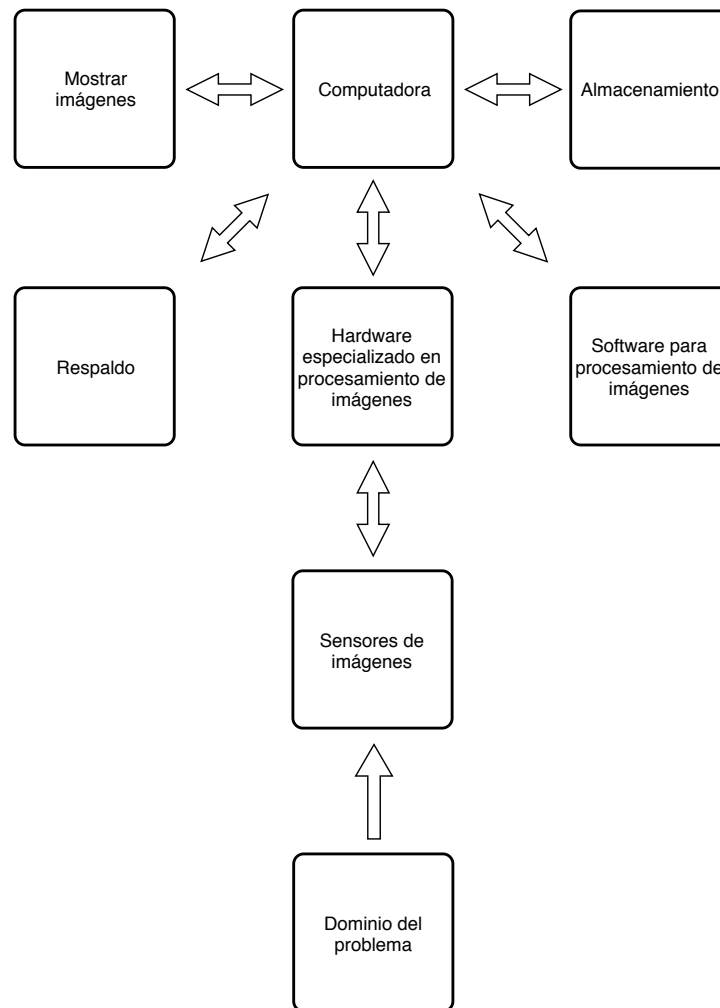 Mostrar
imágenes
Computadora
Almacenamiento
Respaldo
Hardware
especializado en
procesamiento de
imágenes
Software para
procesamiento de
imágenes
Sensores de
imágenes
Dominio del
problema